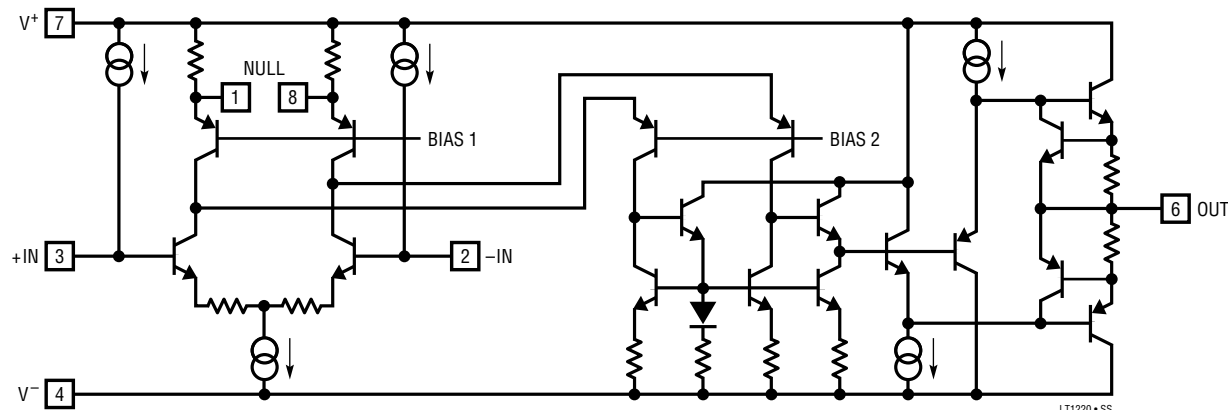 V+ 7
NULL
1 8
BIAS 1
BIAS 2
6 OUT
+IN 3
2 –IN
V– 4
LT1220 • SS